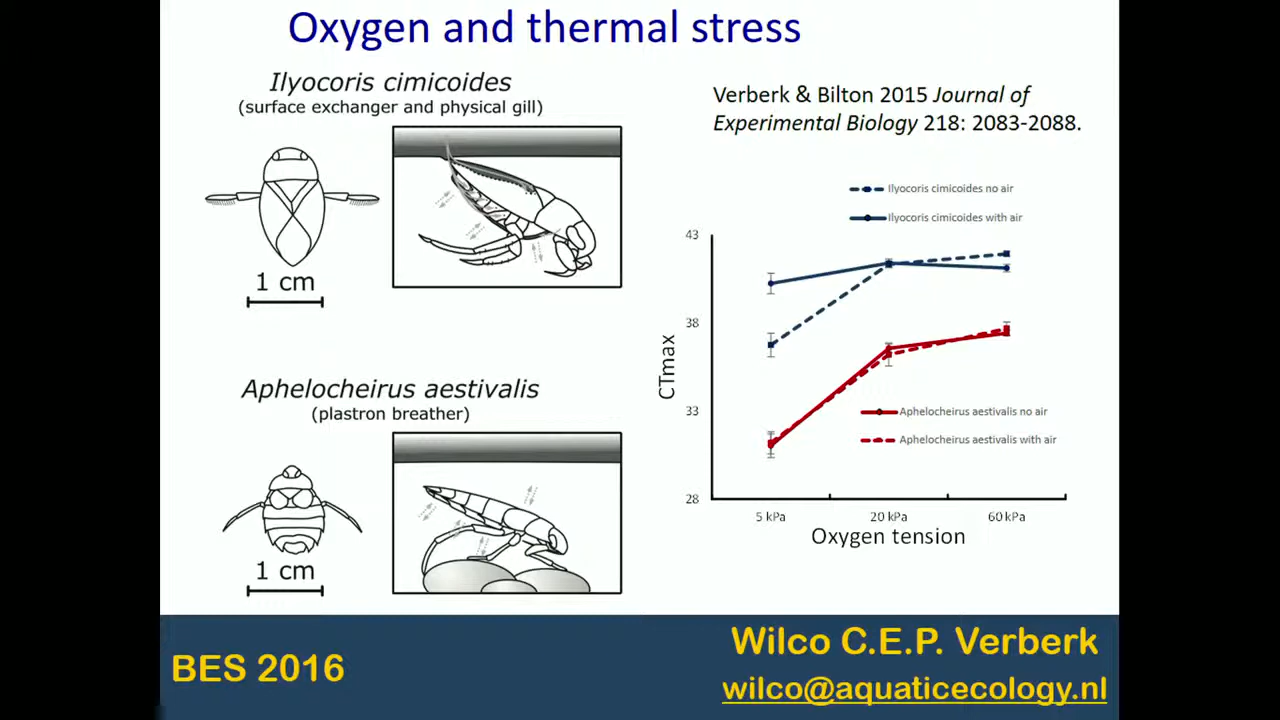 Oxygen and thermal stress
Ilyocoris cimicoides
(surface exchanger and physical gill)
1 cm
Aphelocheirus aestivalis
(plastron breather)
1 cm
Verberk & Bilton 2015 Journal of
Experimental Biology 218: 2083-2088.
Ilyocoris cimicoides no air
Ilyocoris cimicoides with air
43
38
33
28
CTmax
Aphelocheirus aestivalis no air
Aphelocheirus aestivalis with air
5 kPa
20 kPa
60 kPa
Oxygen tension
BES 2016
Wilco C.E.P. Verberk
wilco@aquaticecology.nl